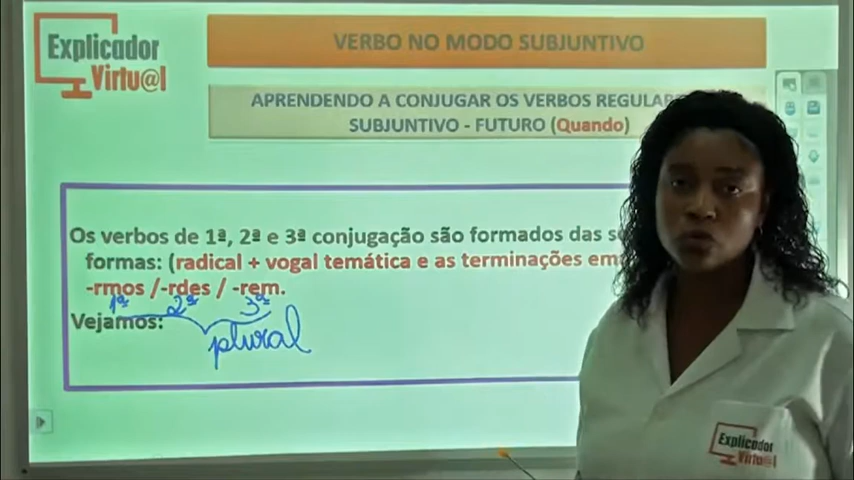 Explicador
Virtu@l
VERBO NO MODO SUBJUNTIVO
APRENDENDO A CONJUGAR OS VERBOS REGULAR
SUBJUNTIVO - FUTURO (Quando)
Os verbos de 1ª, 2ª e 3ª conjugação são formados das
formas: (radical + vogal temática e as terminações em
-rmos /-rdes / -rem.
1ª 2ª 3ª
Vejamos:
plural
Explicador
Virtu@l